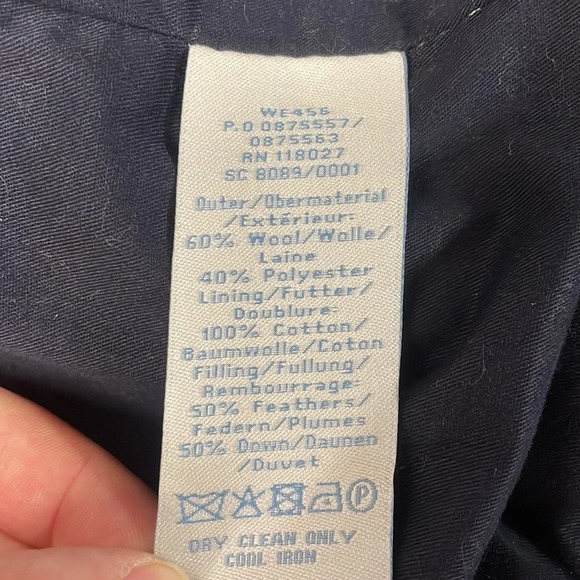 WE456
P.O 0875557/
0875563
RN 118027
SC 8089/0001
Outer/Obermaterial
/Extérieur:
60% Wool/Wolle/
Laine
40% Polyester
Lining/Futter/
Doublure:
100% Cotton/
Baumwolle/Coton
Filling/Fullung/
Rembourrage:
50% Feathers/
Federn/Plumes
50% Down/Daunen
/Duvet
P
DRY CLEAN ONLY
COOL IRON